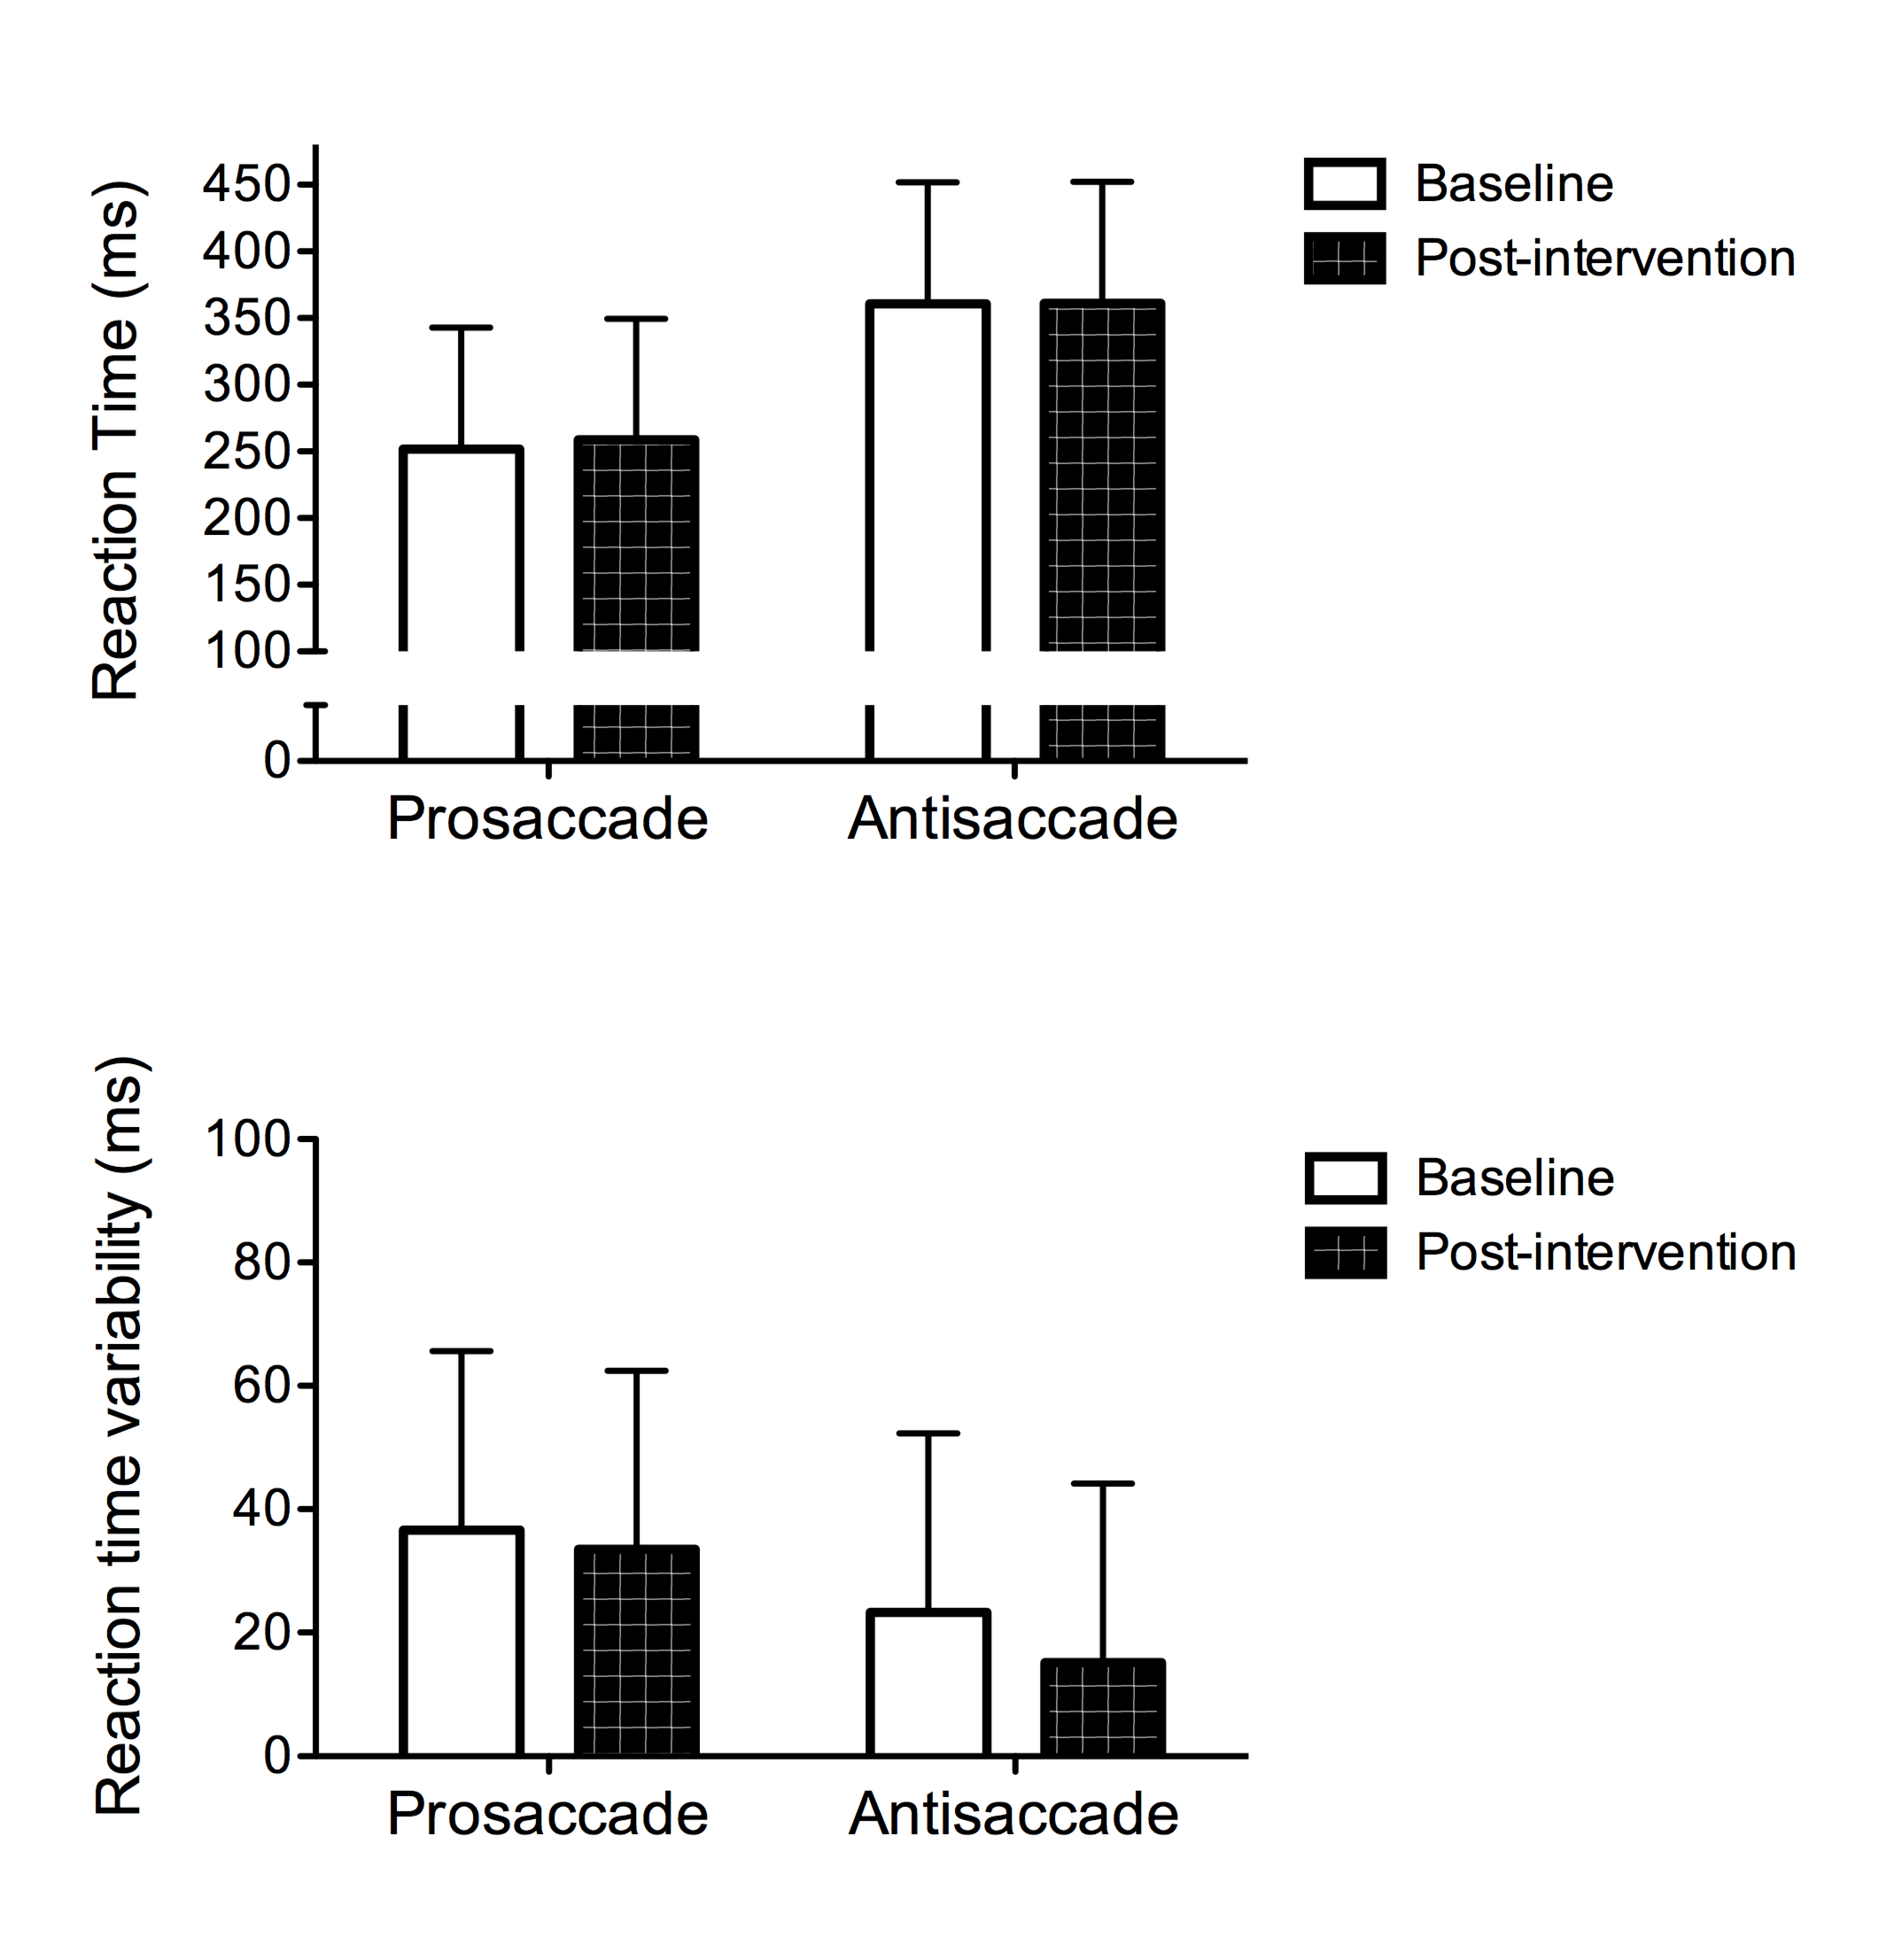 Reaction Time (ms)
450
400
350
300
250
200
150
100
0
Prosaccade
Antisaccade
Baseline
Post-intervention
Reaction time variability (ms)
100
80
60
40
20
0
Prosaccade
Antisaccade
Baseline
Post-intervention